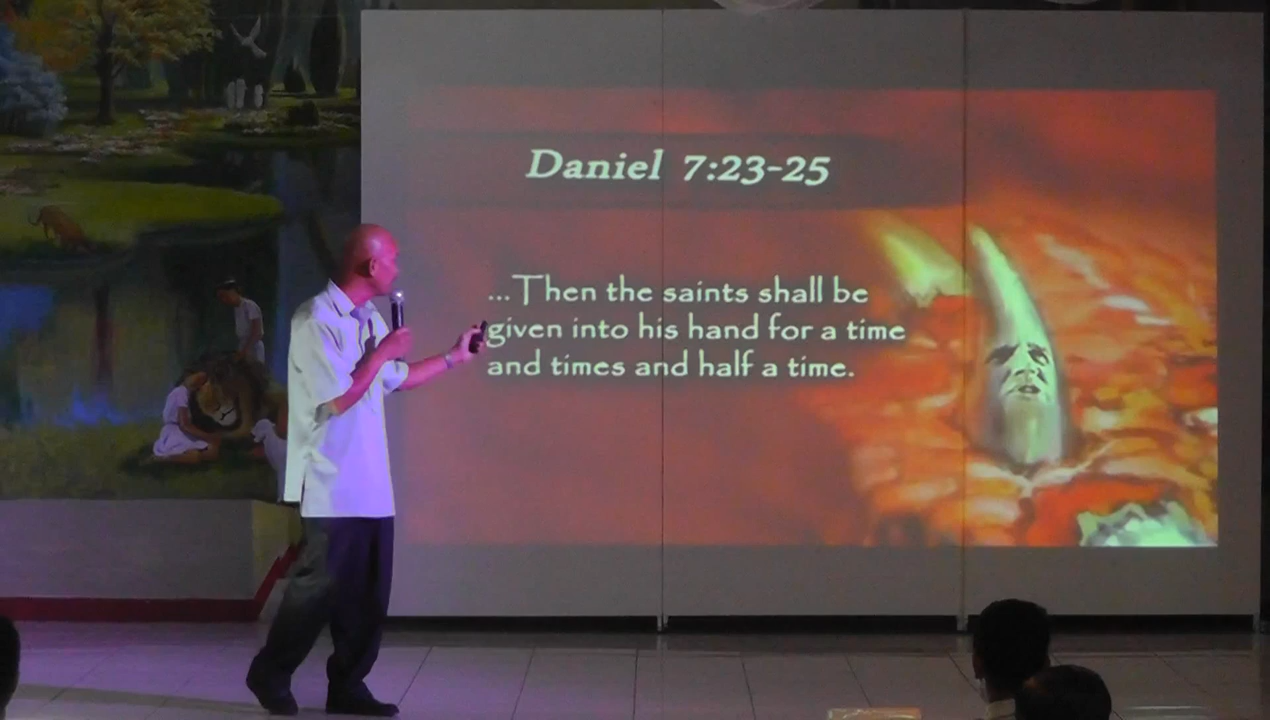 Daniel 7:23-25
...Then the saints shall be
given into his hand for a time
and times and half a time.